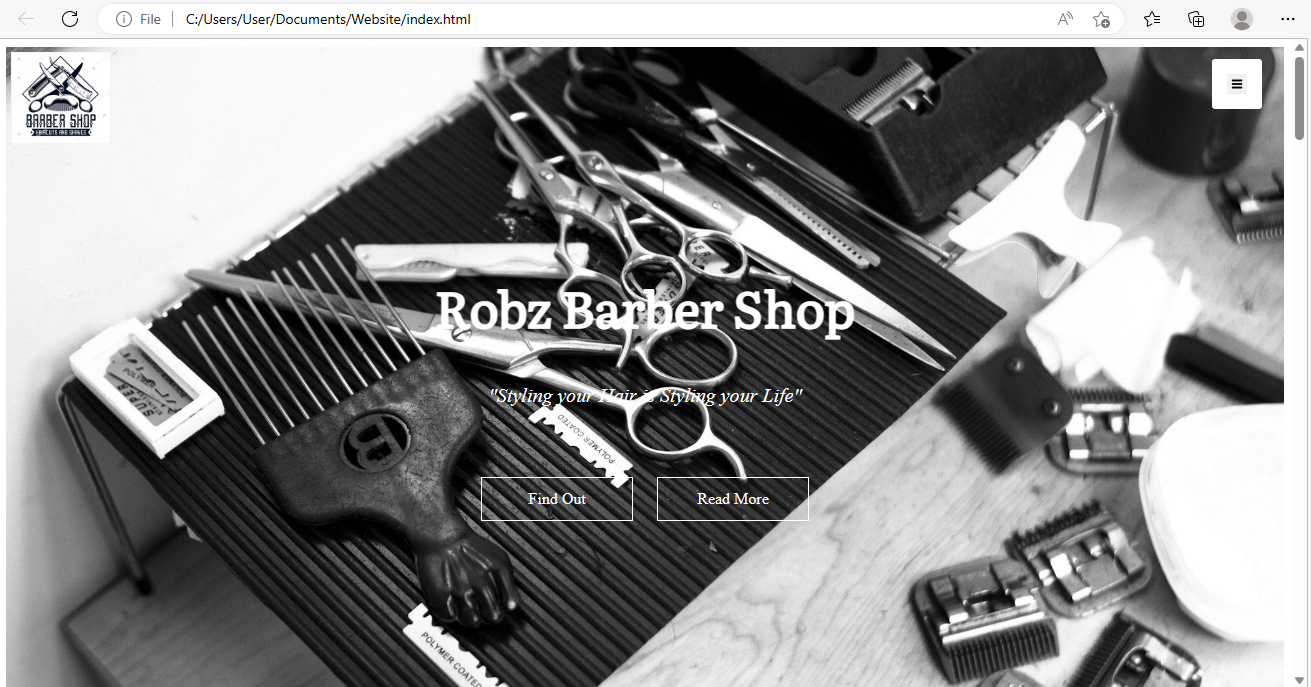 File
C:/Users/User/Documents/Website/index.html
BARBER SHOP
HAIRCUTS AND SHAVES
Robz Barber Shop
"Styling your Hair is Styling your Life"
POLYMER COATED
Find Out
Read More
POLYMER COATED